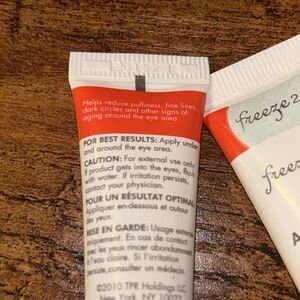 Helps reduce puffiness, fine lines,
dark circles and other signs of
aging around the eye area.
FOR BEST RESULTS: Apply under
and around the eye area.
CAUTION: For external use only.
If product gets into the eyes, flush
with water. If irritation persists,
contact your physician.
POUR UN RÉSULTAT OPTIMAL:
Appliquer en-dessous et autour
des yeux.
MISE EN GARDE: Usage externe
uniquement. En cas de contact
avec les yeux rincer abondamment
à l'eau claire. Si l'irritation
persiste, consulter un médecin.
©2010 TPR Holdings LLC
New York, NY 10022
freeze 2
freeze
A